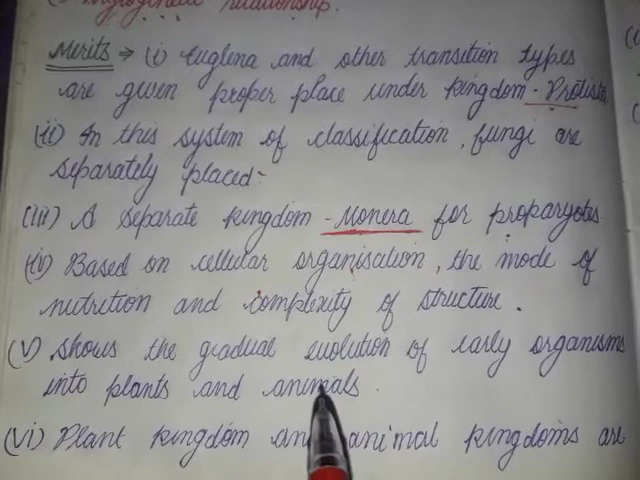 relationship.
Merits → (i) Euglena and other transition types
are given proper place under kingdom - Protista
(ii) In this system of classification, fungi are
separately placed-
(iii) A separate kingdom - Monera for proparyotes.
(iv) Based on cellular organisation, the mode of
nutrition and complexity of structure.
(v) shows the gradual evolution of early organisms
into plants and animals.
(vi) Plant kingdom and animal kingdoms are